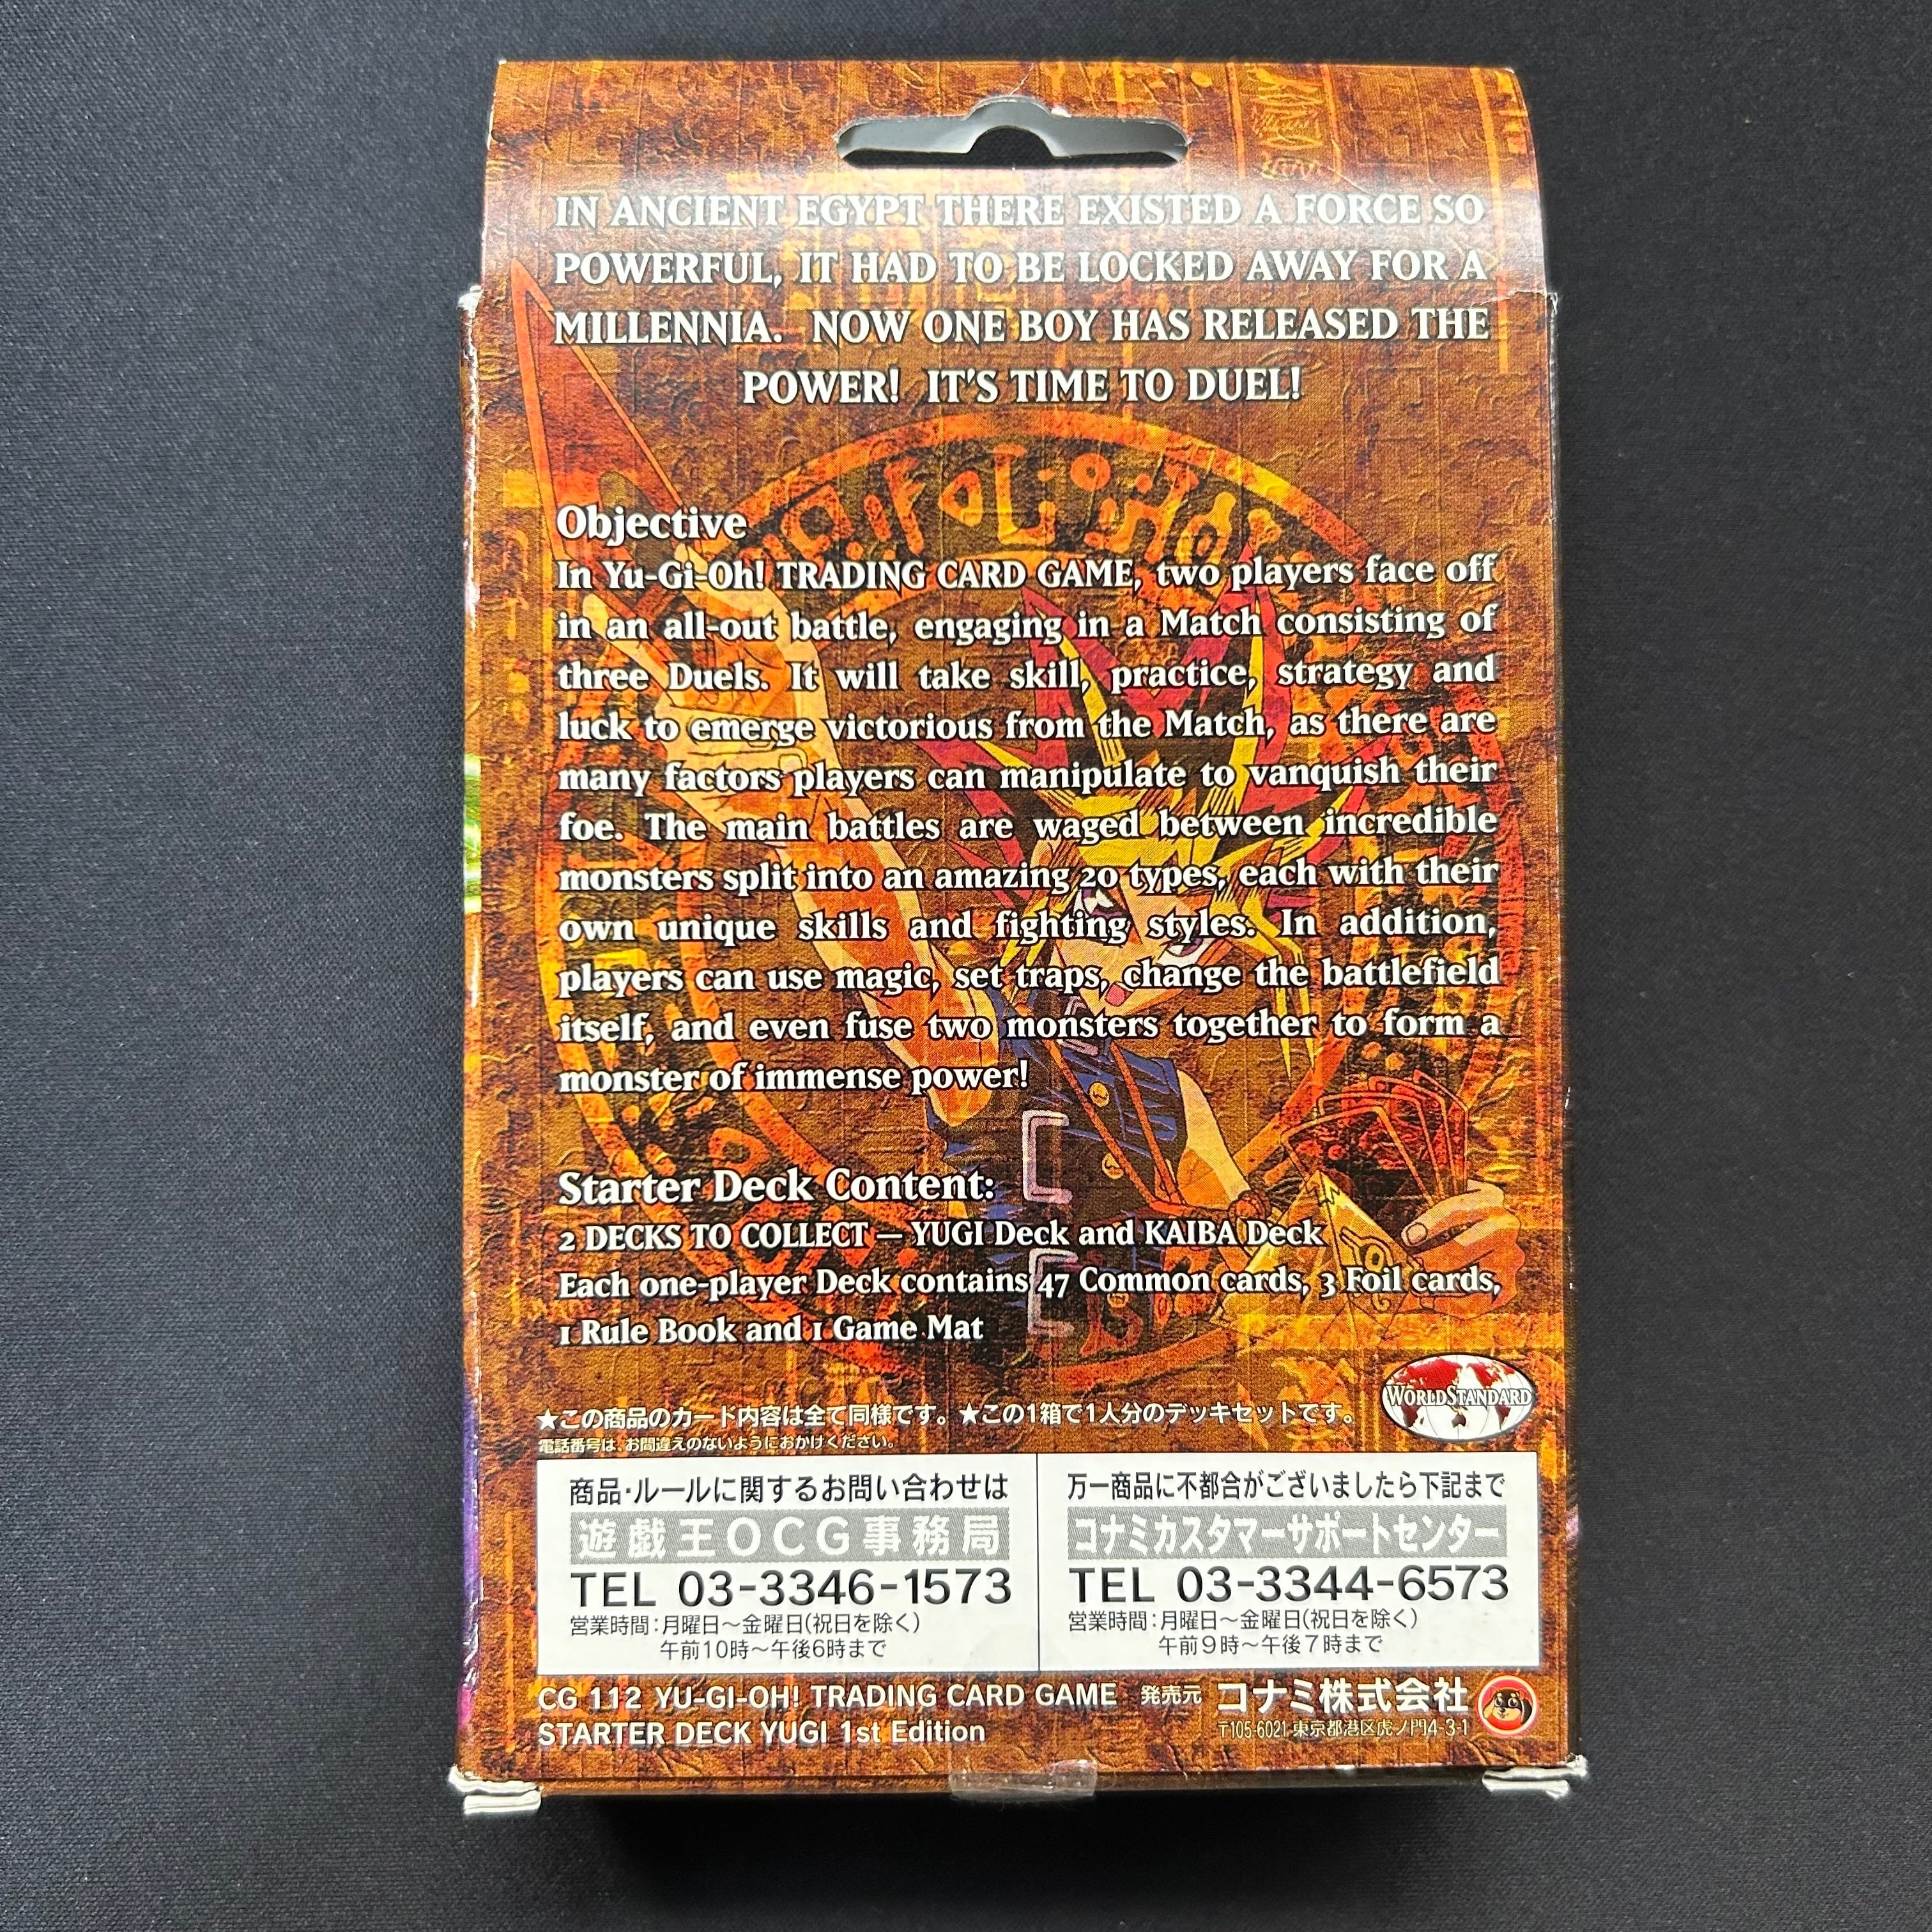 IN ANCIENT EGYPT THERE EXISTED A FORCE SO
POWERFUL, IT HAD TO BE LOCKED AWAY FOR A
MILLENNIA. NOW ONE BOY HAS RELEASED THE
POWER! IT'S TIME TO DUEL!
Objective
In Yu-Gi-Oh! TRADING CARD GAME, two players face off
in an all-out battle, engaging in a Match consisting of
three Duels. It will take skill, practice, strategy and
luck to emerge victorious from the Match, as there are
many factors players can manipulate to vanquish their
foe. The main battles are waged between incredible
monsters split into an amazing 20 types, each with their
own unique skills and fighting styles. In addition,
players can use magic, set traps, change the battlefield
itself, and even fuse two monsters together to form a
monster of immense power!
Starter Deck Content:
2 DECKS TO COLLECT — YUGI Deck and KAIBA Deck
Each one-player Deck contains 47 Common cards, 3 Foil cards,
1 Rule Book and 1 Game Mat
WORLD STANDARD
★この商品のカード内容は全て同様です。★この1箱で1人分のデッキセットです。
電話番号は、お間違えのないようにおかけください。
商品・ルールに関するお問い合わせは
遊戯王OCG事務局
TEL 03-3346-1573
営業時間:月曜日〜金曜日(祝日を除く)
午前10時〜午後6時まで
万一商品に不都合がございましたら下記まで
コナミカスタマーサポートセンター
TEL 03-3344-6573
営業時間:月曜日〜金曜日(祝日を除く)
午前9時〜午後7時まで
CG 112 YU-GI-OH! TRADING CARD GAME
STARTER DECK YUGI 1st Edition
発売元 コナミ株式会社
〒105-6021 東京都港区虎ノ門4-3-1